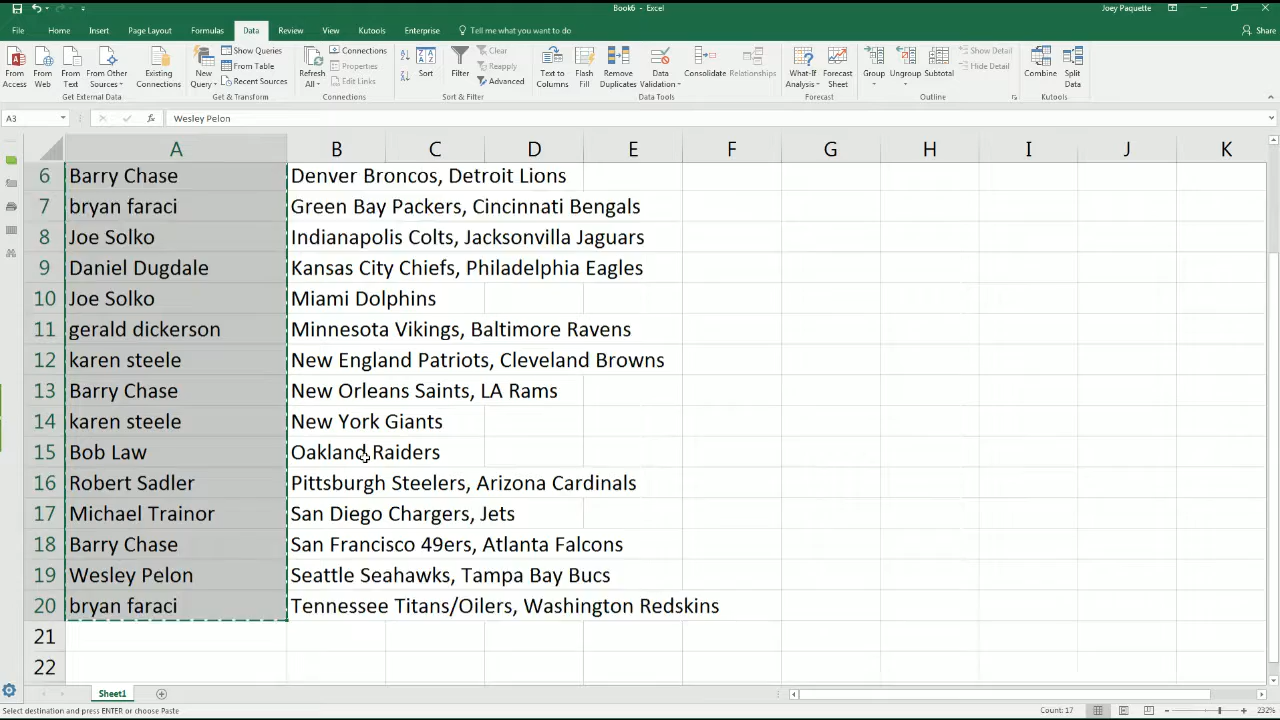 Book6 - Excel
Joey Paquette
File Home Insert Page Layout Formulas Data Review View Kutools Enterprise Tell me what you want to do Share
From Access
From Web
From Text
From Other Sources
Existing Connections
Get External Data
New Query
Show Queries
From Table
Recent Sources
Get & Transform
Refresh All
Connections
Properties
Edit Links
Connections
Sort
Filter
Clear
Reapply
Advanced
Sort & Filter
Text to Columns
Flash Fill
Remove Duplicates
Data Validation
Consolidate
Relationships
Data Tools
What-If Analysis
Forecast Sheet
Forecast
Group
Ungroup
Subtotal
Show Detail
Hide Detail
Outline
Combine
Split Data
Kutools
A3 fx Wesley Pelon
A B C D E F G H I J K
6 Barry Chase Denver Broncos, Detroit Lions
7 bryan faraci Green Bay Packers, Cincinnati Bengals
8 Joe Solko Indianapolis Colts, Jacksonvilla Jaguars
9 Daniel Dugdale Kansas City Chiefs, Philadelphia Eagles
10 Joe Solko Miami Dolphins
11 gerald dickerson Minnesota Vikings, Baltimore Ravens
12 karen steele New England Patriots, Cleveland Browns
13 Barry Chase New Orleans Saints, LA Rams
14 karen steele New York Giants
15 Bob Law Oakland Raiders
16 Robert Sadler Pittsburgh Steelers, Arizona Cardinals
17 Michael Trainor San Diego Chargers, Jets
18 Barry Chase San Francisco 49ers, Atlanta Falcons
19 Wesley Pelon Seattle Seahawks, Tampa Bay Bucs
20 bryan faraci Tennessee Titans/Oilers, Washington Redskins
21
22
Sheet1
Select destination and press ENTER or choose Paste
Count: 17
232%